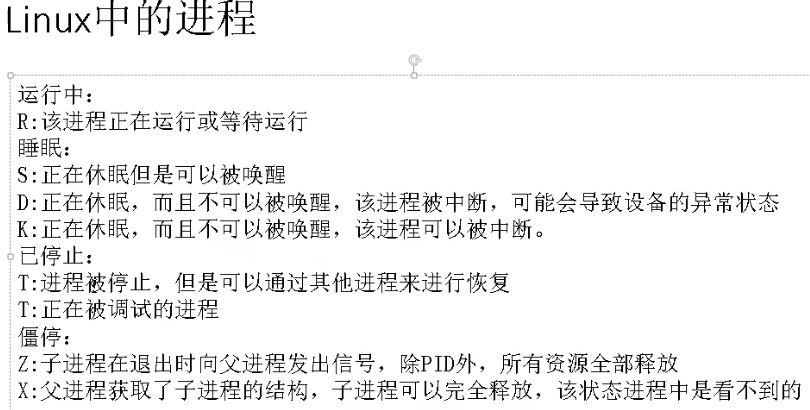 Linux中的进程
运行中:
R:该进程正在运行或等待运行
睡眠:
S:正在休眠但是可以被唤醒
D:正在休眠，而且不可以被唤醒，该进程被中断，可能会导致设备的异常状态
K:正在休眠，而且不可以被唤醒，该进程可以被中断。
已停止:
T:进程被停止，但是可以通过其他进程来进行恢复
T:正在被调试的进程
僵停:
Z:子进程在退出时向父进程发出信号，除PID外，所有资源全部释放
X:父进程获取了子进程的结构，子进程可以完全释放，该状态进程中是看不到的